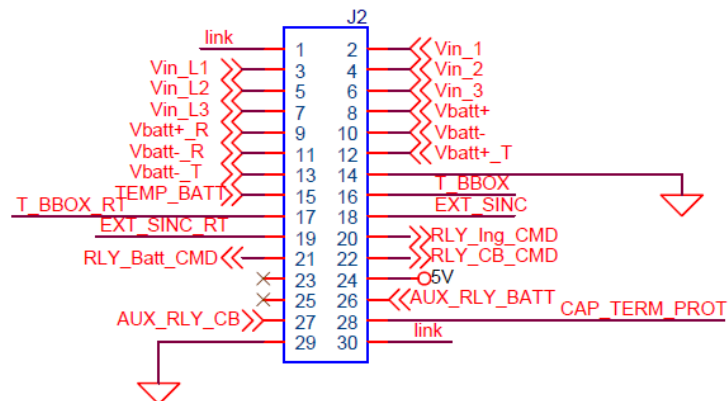 J2
link 1 2 Vin_1
Vin_L1 3 4 Vin_2
Vin_L2 5 6 Vin_3
Vin_L3 7 8 Vbatt+
Vbatt+_R 9 10 Vbatt-
Vbatt-_R 11 12 Vbatt+_T
Vbatt-_T 13 14
TEMP_BATT 15 16 T_BBOX
T_BBOX_RT 17 18 EXT_SINC
EXT_SINC_RT 19 20 RLY_Ing_CMD
RLY_Batt_CMD 21 22 RLY_CB_CMD
23 24 5V
25 26 AUX_RLY_BATT
AUX_RLY_CB 27 28 CAP_TERM_PROT
29 30 link